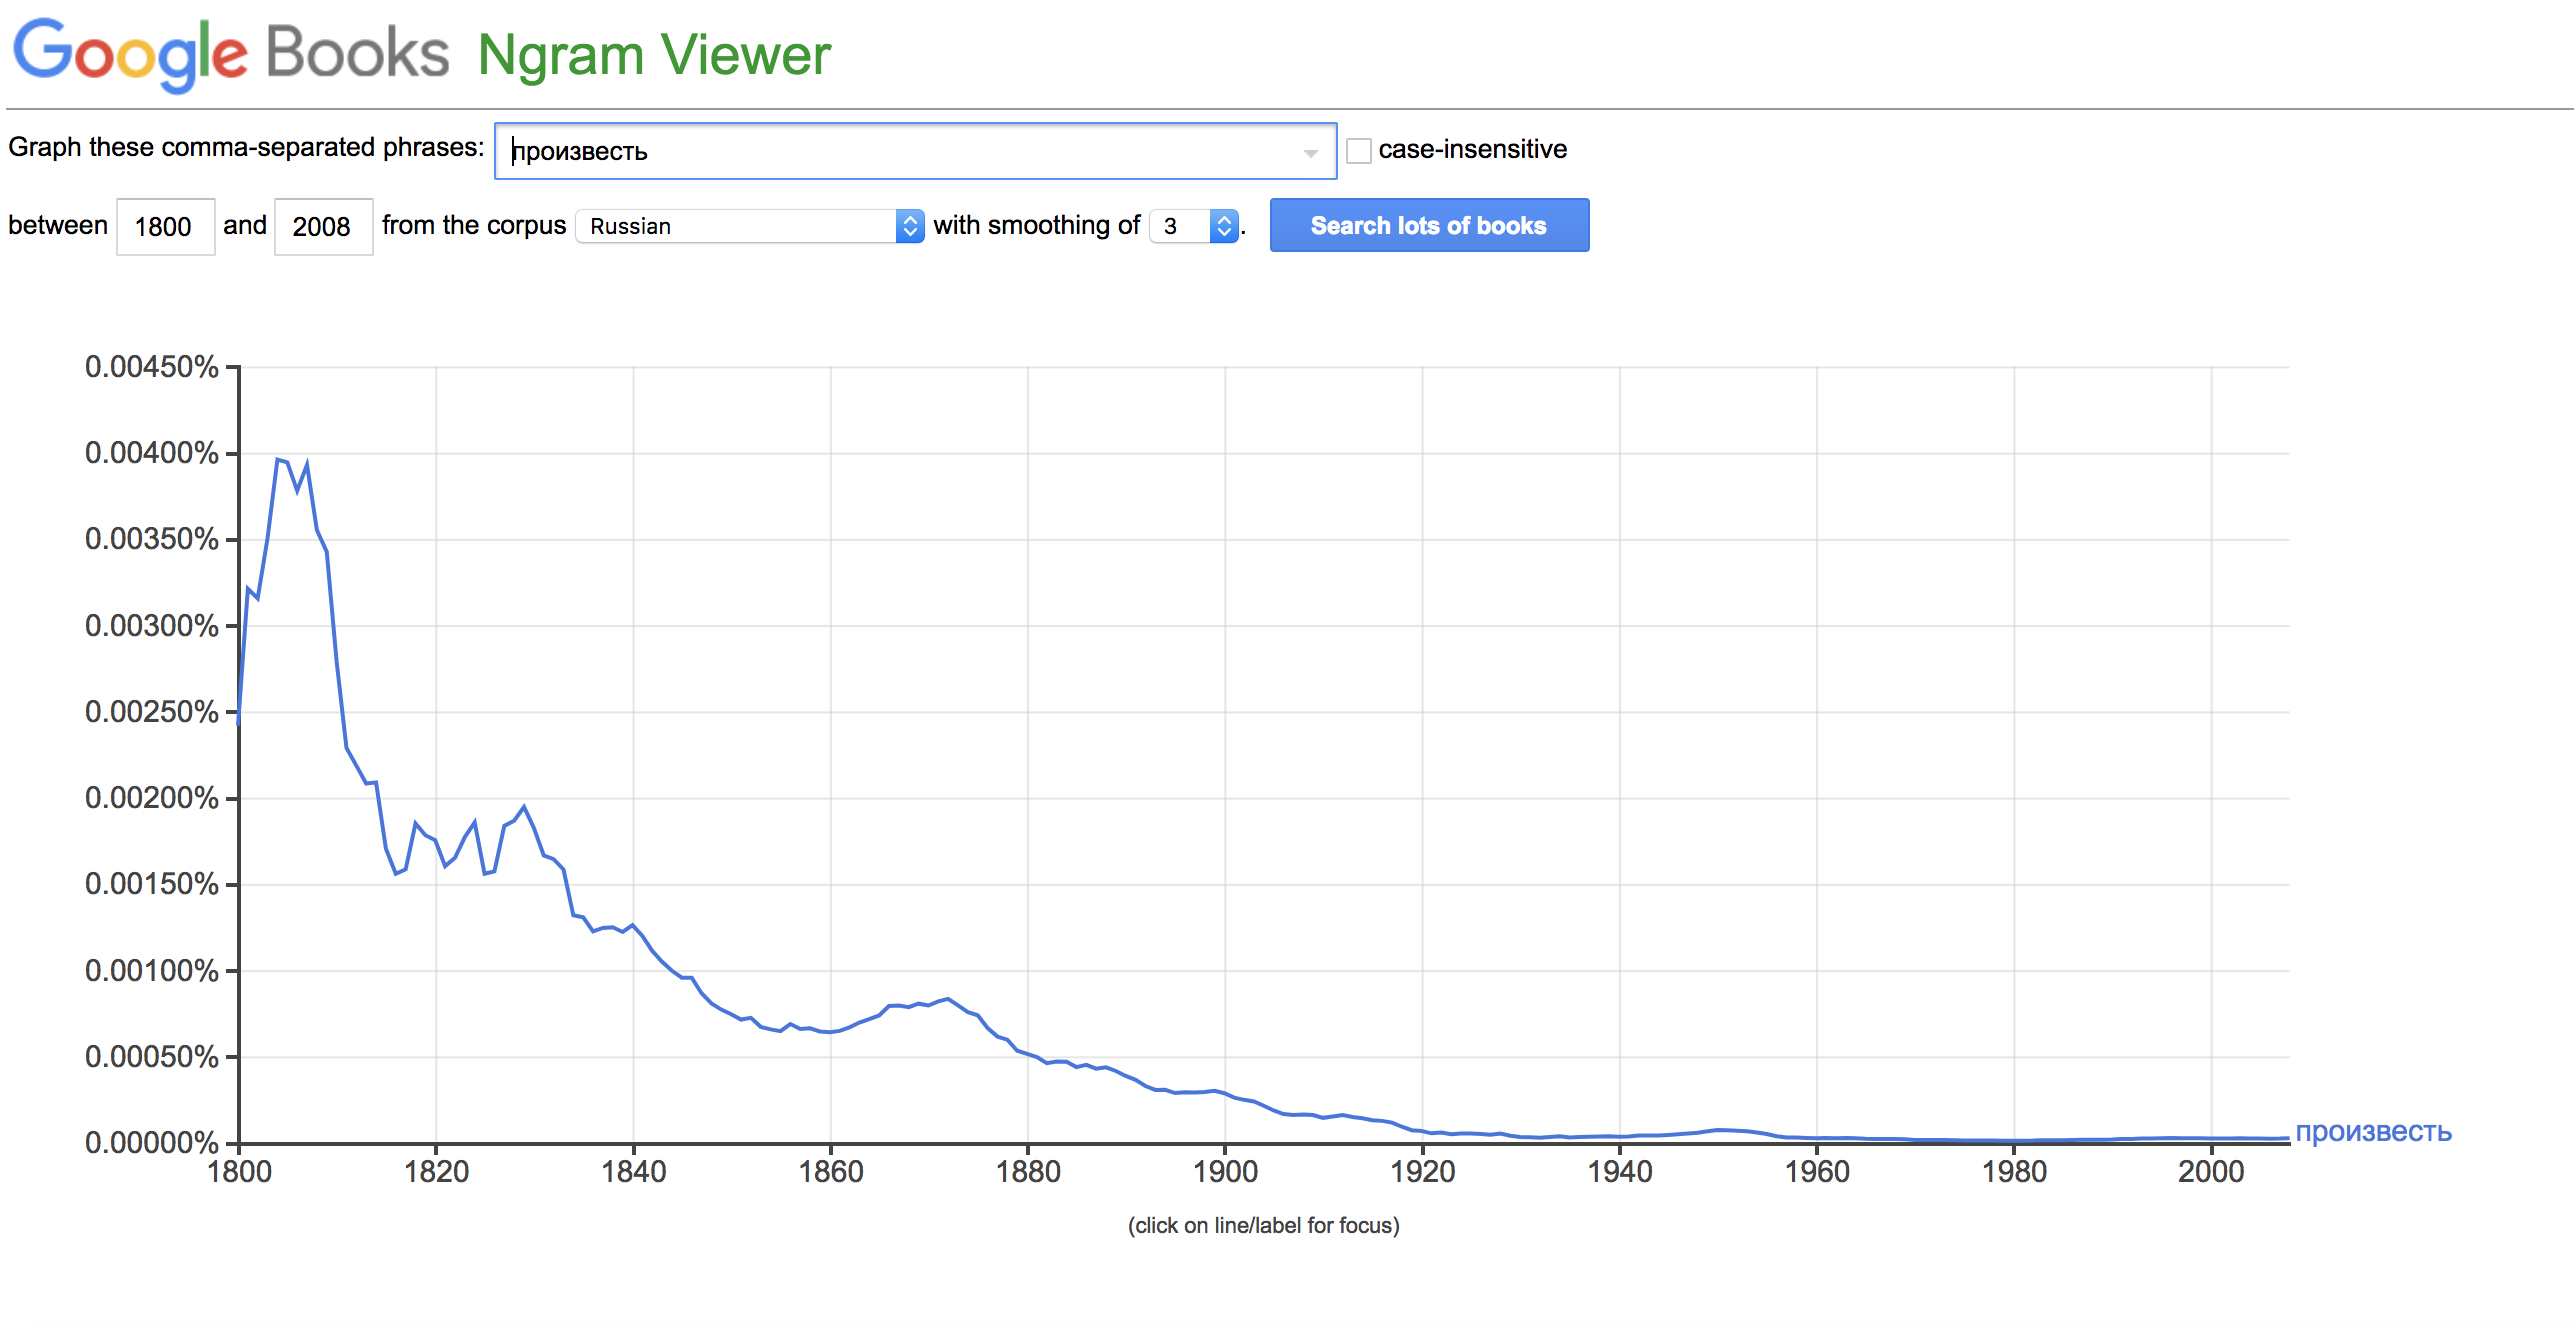 Google Books Ngram Viewer
Graph these comma-separated phrases: произвесть case-insensitive
between 1800 and 2008 from the corpus Russian with smoothing of 3 . Search lots of books
0.00450%
0.00400%
0.00350%
0.00300%
0.00250%
0.00200%
0.00150%
0.00100%
0.00050%
0.00000%
произвесть
1800 1820 1840 1860 1880 1900 1920 1940 1960 1980 2000
(click on line/label for focus)